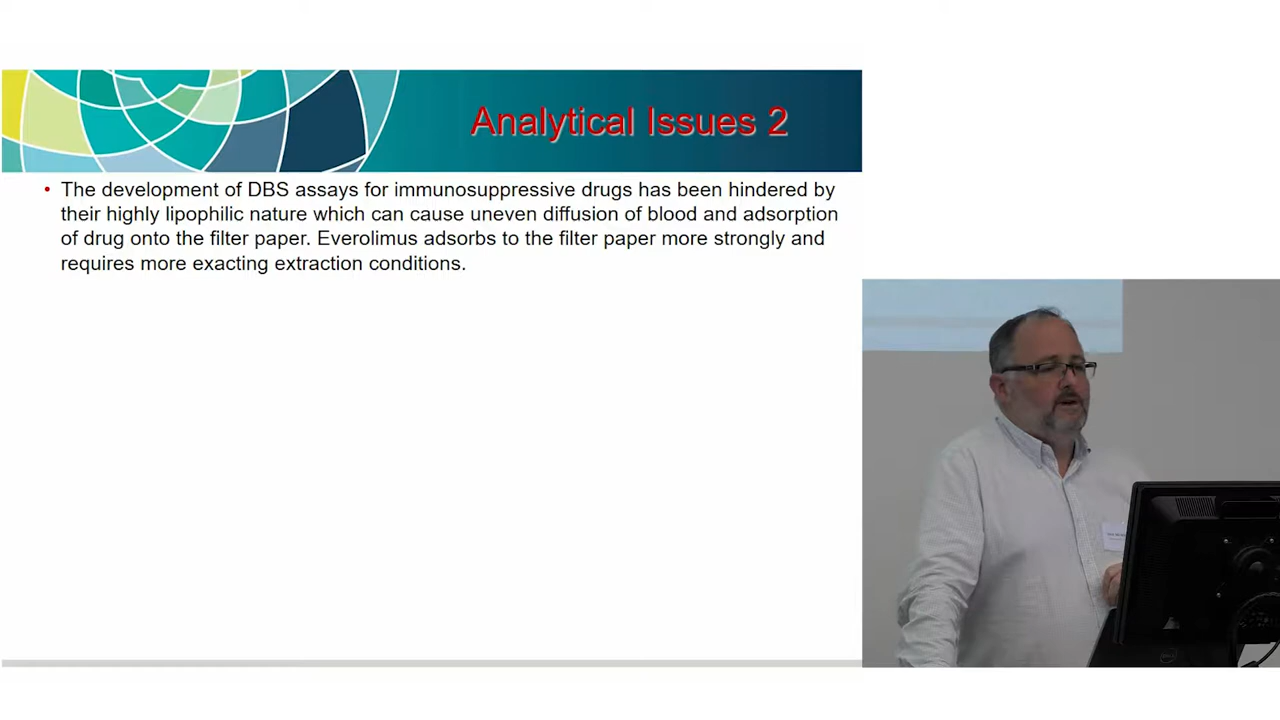 Analytical Issues 2
• The development of DBS assays for immunosuppressive drugs has been hindered by
their highly lipophilic nature which can cause uneven diffusion of blood and adsorption
of drug onto the filter paper. Everolimus adsorbs to the filter paper more strongly and
requires more exacting extraction conditions.